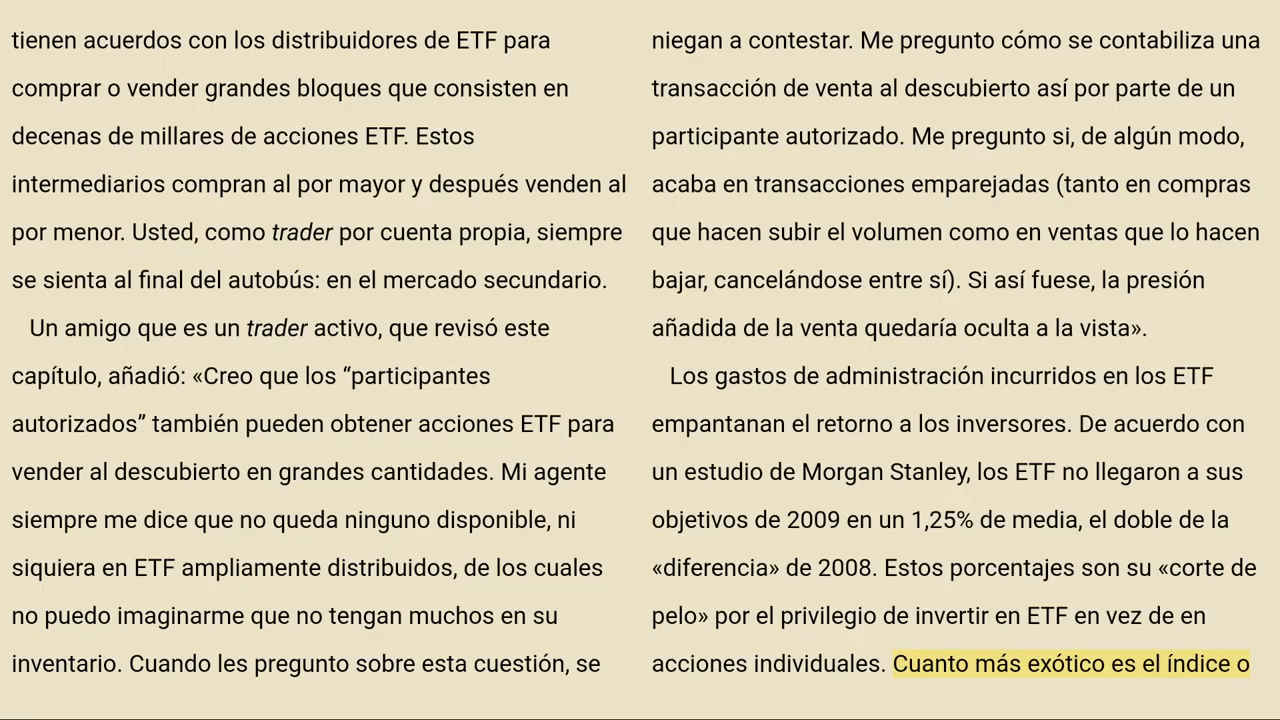 tienen acuerdos con los distribuidores de ETF para
comprar o vender grandes bloques que consisten en
decenas de millares de acciones ETF. Estos
intermediarios compran al por mayor y después venden al
por menor. Usted, como trader por cuenta propia, siempre
se sienta al final del autobús: en el mercado secundario.
Un amigo que es un trader activo, que revisó este
capítulo, añadió: «Creo que los “participantes
autorizados” también pueden obtener acciones ETF para
vender al descubierto en grandes cantidades. Mi agente
siempre me dice que no queda ninguno disponible, ni
siquiera en ETF ampliamente distribuidos, de los cuales
no puedo imaginarme que no tengan muchos en su
inventario. Cuando les pregunto sobre esta cuestión, se
niegan a contestar. Me pregunto cómo se contabiliza una
transacción de venta al descubierto así por parte de un
participante autorizado. Me pregunto si, de algún modo,
acaba en transacciones emparejadas (tanto en compras
que hacen subir el volumen como en ventas que lo hacen
bajar, cancelándose entre sí). Si así fuese, la presión
añadida de la venta quedaría oculta a la vista».
Los gastos de administración incurridos en los ETF
empantanan el retorno a los inversores. De acuerdo con
un estudio de Morgan Stanley, los ETF no llegaron a sus
objetivos de 2009 en un 1,25% de media, el doble de la
«diferencia» de 2008. Estos porcentajes son su «corte de
pelo» por el privilegio de invertir en ETF en vez de en
acciones individuales. Cuanto más exótico es el índice o